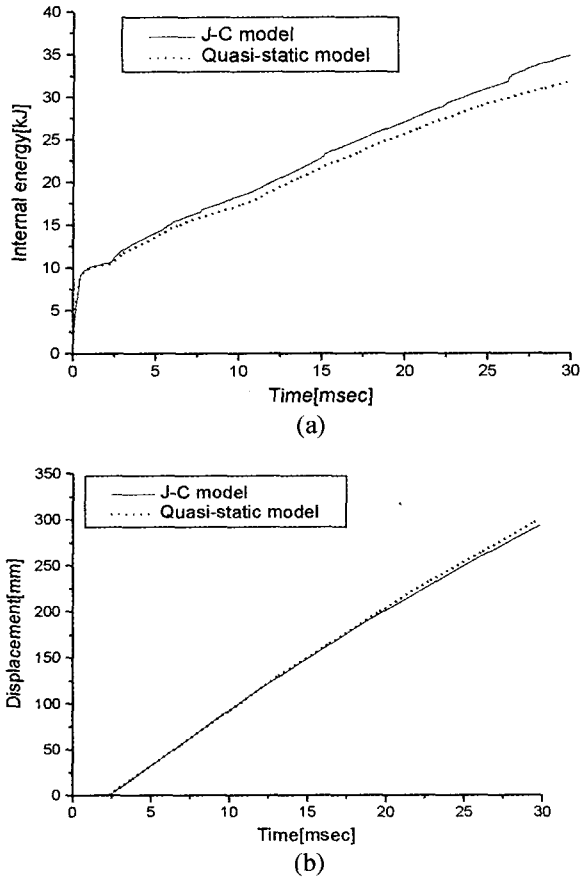 (a)
J-C model
Quasi-static model
40
35
30
25
20
15
10
5
0
Internal energy[kJ]
0 5 10 15 20 25 30
Time[msec]
(a)
350
J-C model
Quasi-static model
300
250
200
150
100
50
0
Displacement[mm]
0 5 10 15 20 25 30
Time[msec]
(b)